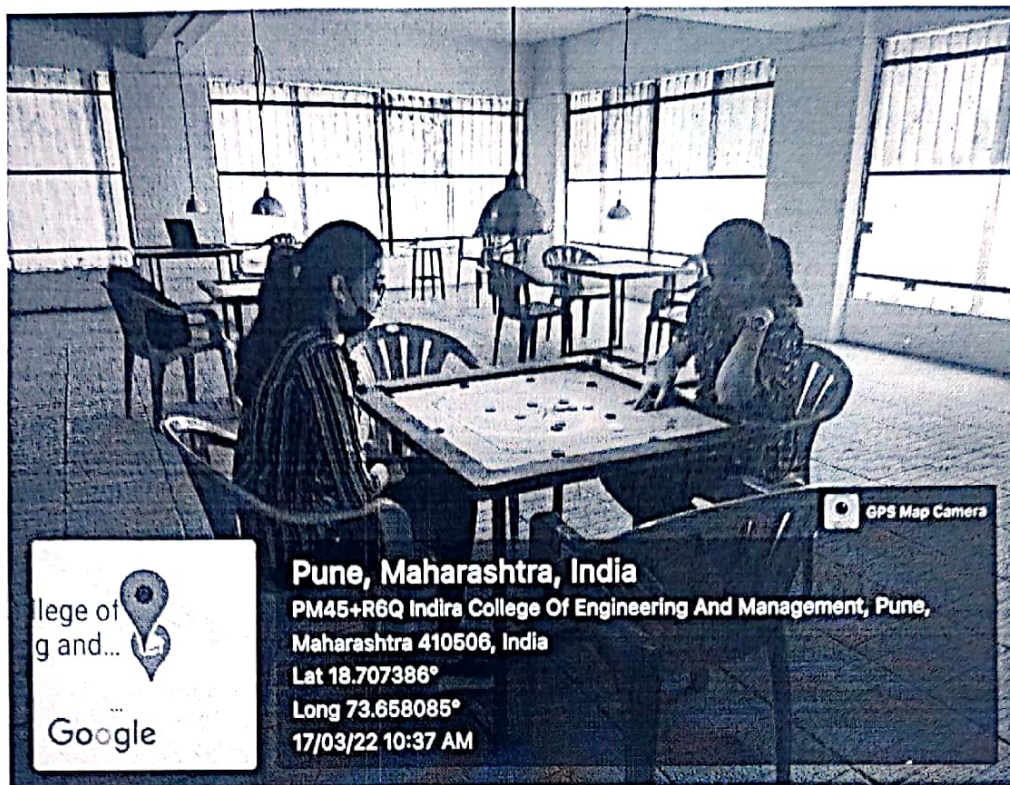 GPS Map Camera
Pune, Maharashtra, India
PM45+R6Q Indira College Of Engineering And Management, Pune,
Maharashtra 410506, India
Lat 18.707386°
Long 73.658085°
17/03/22 10:37 AM
llege of
g and...
Google